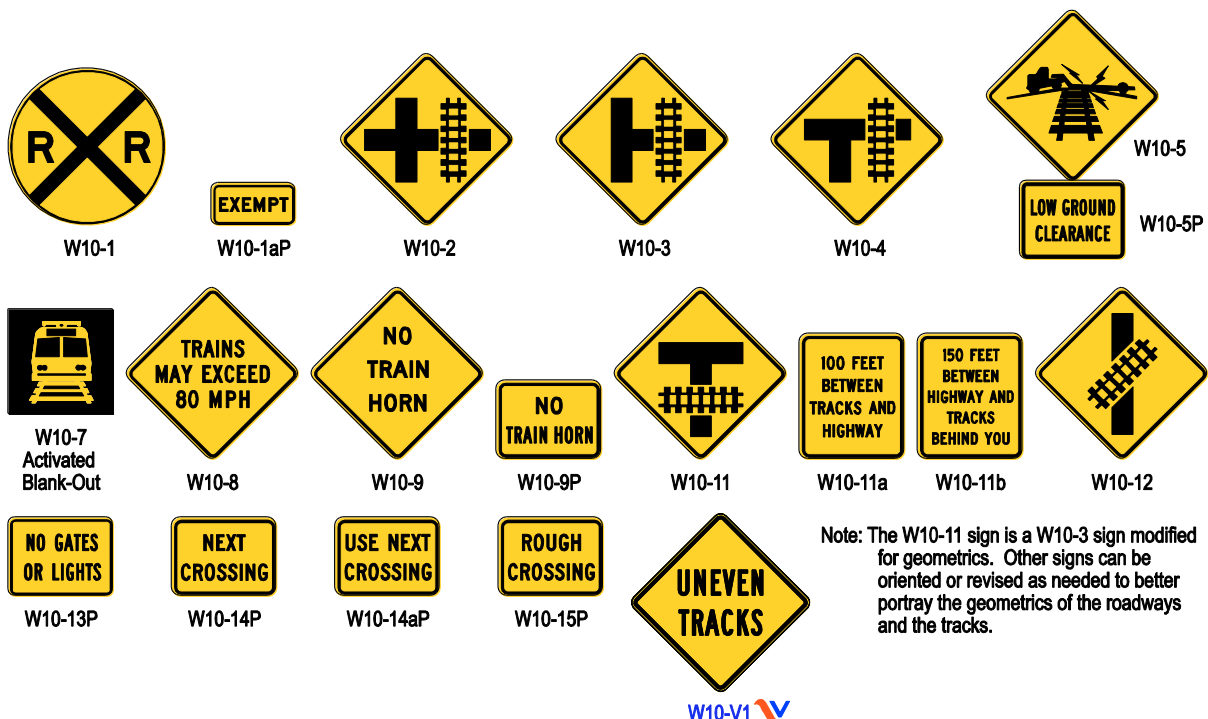 R R
W10-1
EXEMPT
W10-1aP
W10-2
W10-3
W10-4
W10-5
LOW GROUND
CLEARANCE
W10-5P
W10-7
Activated
Blank-Out
TRAINS
MAY EXCEED
80 MPH
W10-8
NO
TRAIN
HORN
W10-9
NO
TRAIN HORN
W10-9P
W10-11
100 FEET
BETWEEN
TRACKS AND
HIGHWAY
W10-11a
150 FEET
BETWEEN
HIGHWAY AND
TRACKS
BEHIND YOU
W10-11b
W10-12
NO GATES
OR LIGHTS
W10-13P
NEXT
CROSSING
W10-14P
USE NEXT
CROSSING
W10-14aP
ROUGH
CROSSING
W10-15P
UNEVEN
TRACKS
W10-V1
Note: The W10-11 sign is a W10-3 sign modified
for geometrics. Other signs can be
oriented or revised as needed to better
portray the geometrics of the roadways
and the tracks.